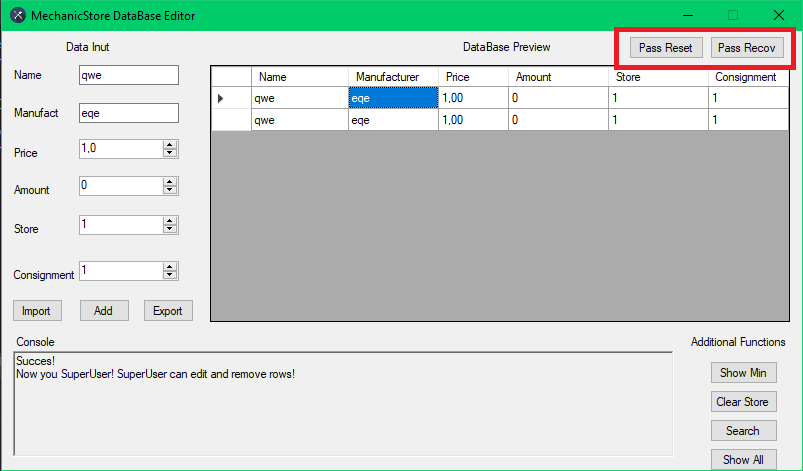 MechanicStore DataBase Editor
Data Inut
DataBase Preview
Pass Reset
Pass Recov
Name
qwe
Manufact
eqe
Price
1,0
Amount
0
Store
1
Consignment
1
Import
Add
Export
Name Manufacturer Price Amount Store Consignment
qwe eqe 1,00 0 1 1
qwe eqe 1,00 0 1 1
Console
Succes!
Now you SuperUser! SuperUser can edit and remove rows!
Additional Functions
Show Min
Clear Store
Search
Show All